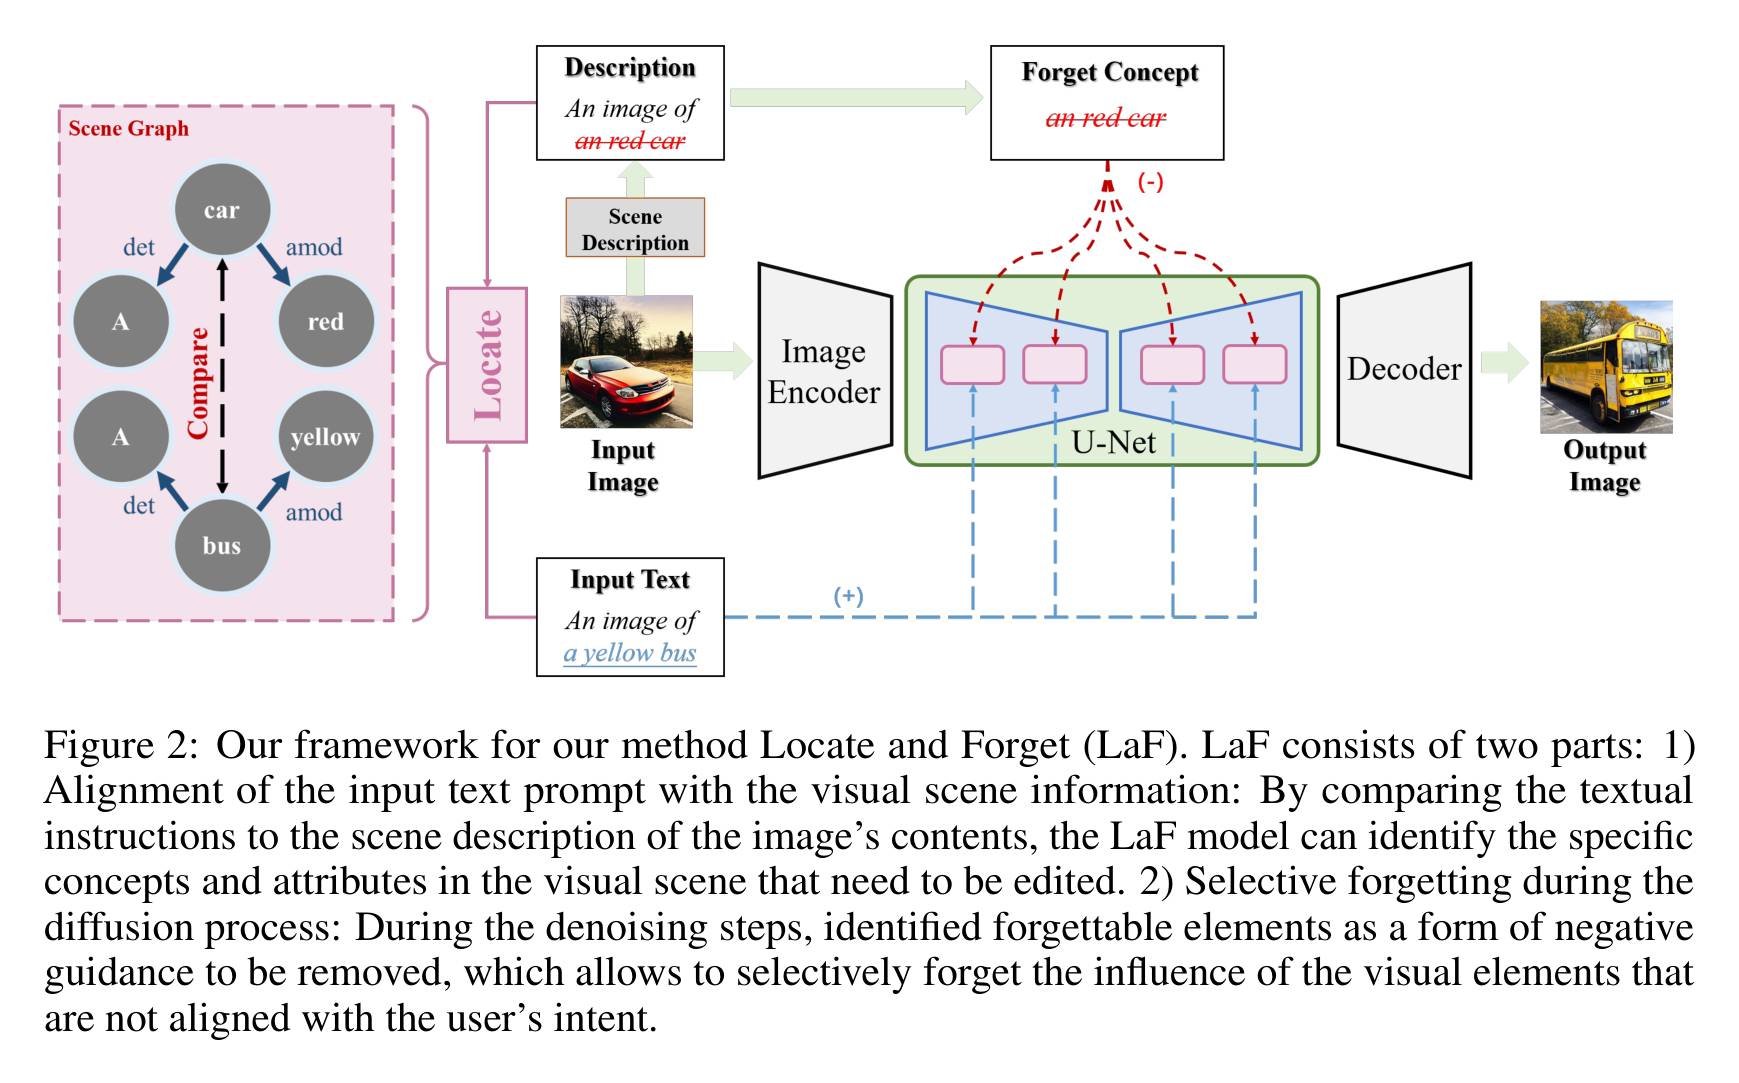 Scene Graph
car
det
amod
A
red
Compare
A
yellow
det
amod
bus
Locate
Description
An image of
an red car
Scene
Description
Input
Image
Input Text
An image of
a yellow bus
(+)
Forget Concept
an red car
(-)
Image
Encoder
U-Net
Decoder
Output
Image
Figure 2: Our framework for our method Locate and Forget (LaF). LaF consists of two parts: 1)
Alignment of the input text prompt with the visual scene information: By comparing the textual
instructions to the scene description of the image's contents, the LaF model can identify the specific
concepts and attributes in the visual scene that need to be edited. 2) Selective forgetting during the
diffusion process: During the denoising steps, identified forgettable elements as a form of negative
guidance to be removed, which allows to selectively forget the influence of the visual elements that
are not aligned with the user's intent.